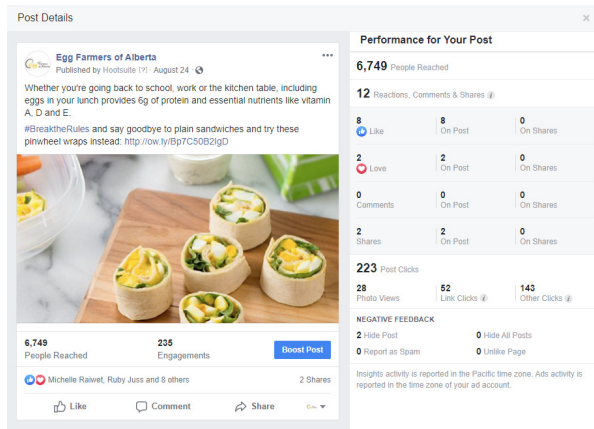 Post Details
Egg Farmers of Alberta
Published by Hootsuite [?] · August 24 ·
Whether you're going back to school, work or the kitchen table, including
eggs in your lunch provides 6g of protein and essential nutrients like vitamin
A, D and E.
#BreaktheRules and say goodbye to plain sandwiches and try these
pinwheel wraps instead: http://ow.ly/Bp7C50B2IgD
6,749
People Reached
235
Engagements
Boost Post
Michelle Raiwet, Ruby Juss and 8 others
2 Shares
Like
Comment
Share
Performance for Your Post
6,749 People Reached
12 Reactions, Comments & Shares
8
Like
8
On Post
0
On Shares
2
Love
2
On Post
0
On Shares
0
Comments
0
On Post
0
On Shares
2
Shares
2
On Post
0
On Shares
223 Post Clicks
28
Photo Views
52
Link Clicks
143
Other Clicks
NEGATIVE FEEDBACK
2 Hide Post
0 Hide All Posts
0 Report as Spam
0 Unlike Page
Insights activity is reported in the Pacific time zone. Ads activity is
reported in the time zone of your ad account.